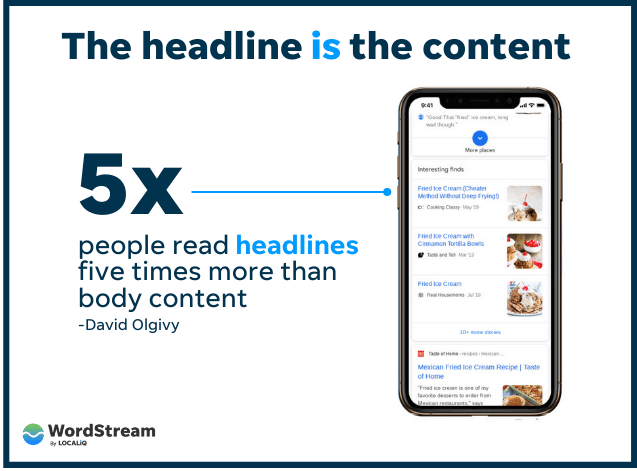 The headline is the content
5x
people read headlines
five times more than
body content
-David Olgivy
9:41
"Good Thai "fried" ice cream, long
wait though."
More places
Interesting finds
Fried Ice Cream (Cheater
Method Without Deep Frying!)
Cooking Classy · May '19
Fried Ice Cream with
Cinnamon Tortilla Bowls
Taste and Tell · Mar '13
Fried Ice Cream
Real Housemoms · Jul '19
10+ more stories
Taste of Home › recipes › mexican...
Mexican Fried Ice Cream Recipe | Taste
of Home
"Fried ice cream is one of my
favorite desserts to order from
Mexican restaurants," says
WordStream
By LOCALiQ